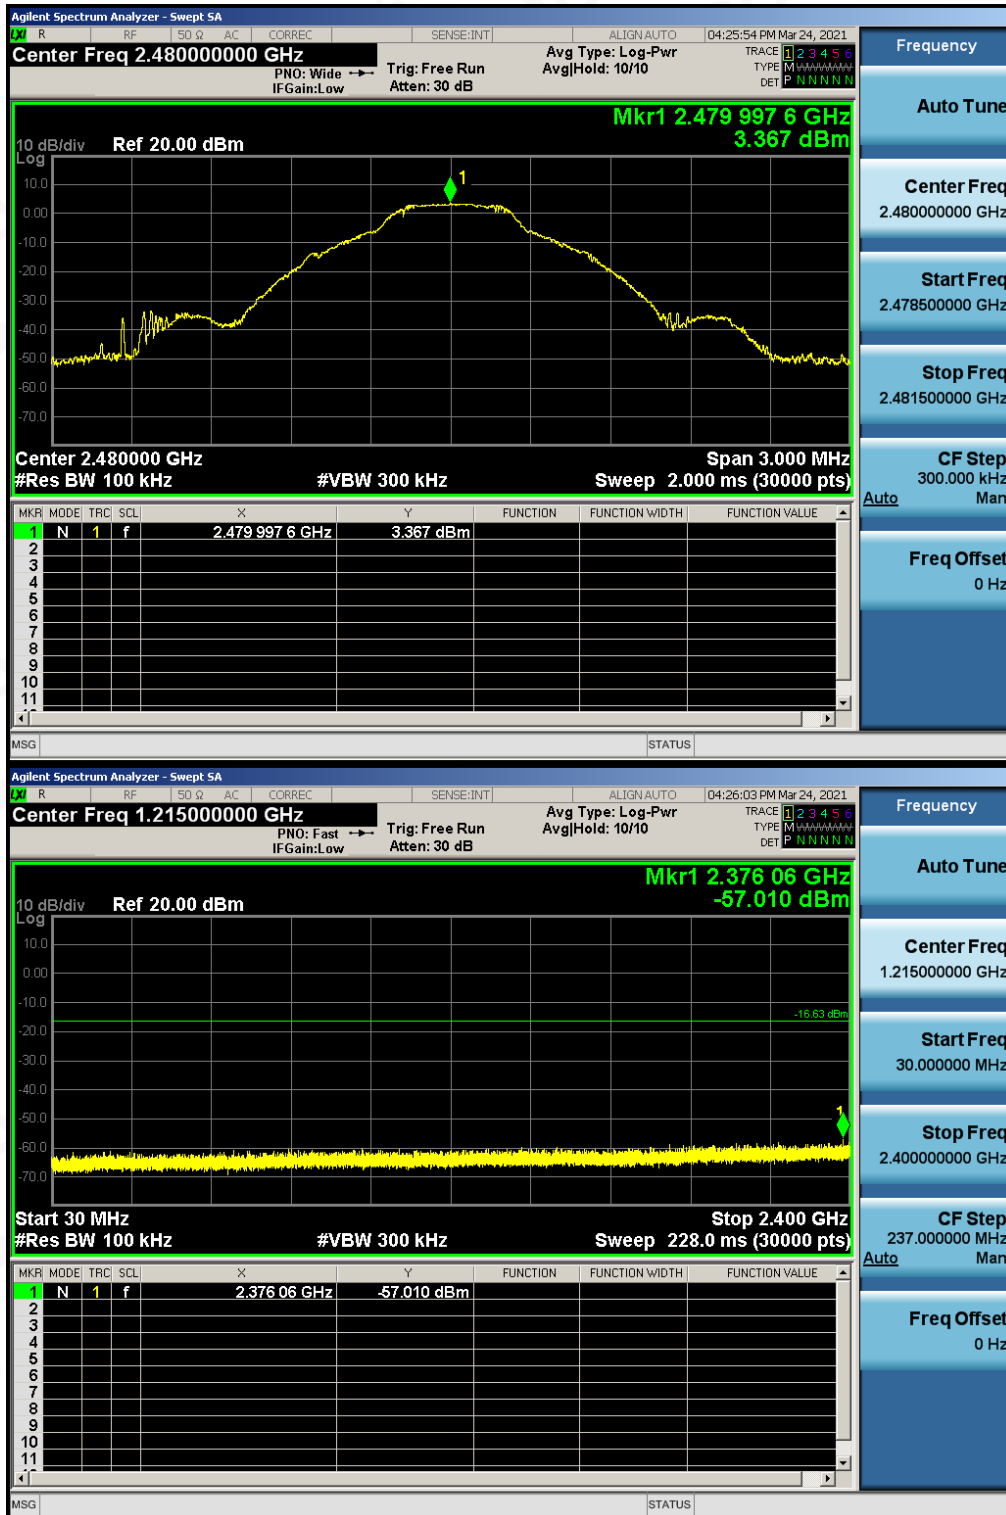 Agilent Spectrum Analyzer - Swept SA
LXI R RF 50 Ω AC CORREC SENSE:INT ALIGN AUTO 04:25:54 PM Mar 24, 2021
Center Freq 2.480000000 GHz
PNO: Wide
IFGain:Low
Trig: Free Run
Atten: 30 dB
Avg Type: Log-Pwr
Avg|Hold: 10/10
TRACE 1 2 3 4 5 6
TYPE M
DET P N N N N N
Mkr1 2.479 997 6 GHz
3.367 dBm
10 dB/div Ref 20.00 dBm
Log
10.0
0.00
-10.0
-20.0
-30.0
-40.0
-50.0
-60.0
-70.0
1
Center 2.480000 GHz Span 3.000 MHz
#Res BW 100 kHz #VBW 300 kHz Sweep 2.000 ms (30000 pts)
MKR MODE TRC SCL X Y FUNCTION FUNCTION WIDTH FUNCTION VALUE
1 N 1 f 2.479 997 6 GHz 3.367 dBm
2
3
4
5
6
7
8
9
10
11
MSG STATUS
Frequency
Auto Tune
Center Freq
2.480000000 GHz
Start Freq
2.478500000 GHz
Stop Freq
2.481500000 GHz
CF Step
300.000 kHz
Auto Man
Freq Offset
0 Hz
Agilent Spectrum Analyzer - Swept SA
LXI R RF 50 Ω AC CORREC SENSE:INT ALIGN AUTO 04:26:03 PM Mar 24, 2021
Center Freq 1.215000000 GHz
PNO: Fast
IFGain:Low
Trig: Free Run
Atten: 30 dB
Avg Type: Log-Pwr
Avg|Hold: 10/10
TRACE 1 2 3 4 5 6
TYPE M
DET P N N N N N
Mkr1 2.376 06 GHz
-57.010 dBm
10 dB/div Ref 20.00 dBm
Log
10.0
0.00
-10.0
-20.0
-30.0
-40.0
-50.0
-60.0
-70.0
-16.63 dBm
1
Start 30 MHz Stop 2.400 GHz
#Res BW 100 kHz #VBW 300 kHz Sweep 228.0 ms (30000 pts)
MKR MODE TRC SCL X Y FUNCTION FUNCTION WIDTH FUNCTION VALUE
1 N 1 f 2.376 06 GHz -57.010 dBm
2
3
4
5
6
7
8
9
10
11
MSG STATUS
Frequency
Auto Tune
Center Freq
1.215000000 GHz
Start Freq
30.000000 MHz
Stop Freq
2.400000000 GHz
CF Step
237.000000 MHz
Auto Man
Freq Offset
0 Hz